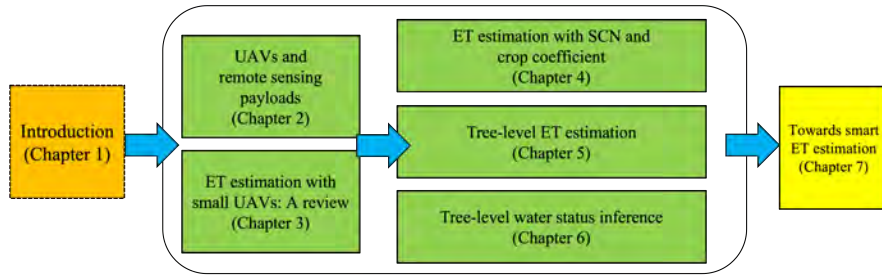 Introduction
(Chapter 1)
UAVs and
remote sensing
payloads
(Chapter 2)
ET estimation with
small UAVs: A review
(Chapter 3)
ET estimation with SCN and
crop coefficient
(Chapter 4)
Tree-level ET estimation
(Chapter 5)
Tree-level water status inference
(Chapter 6)
Towards smart
ET estimation
(Chapter 7)